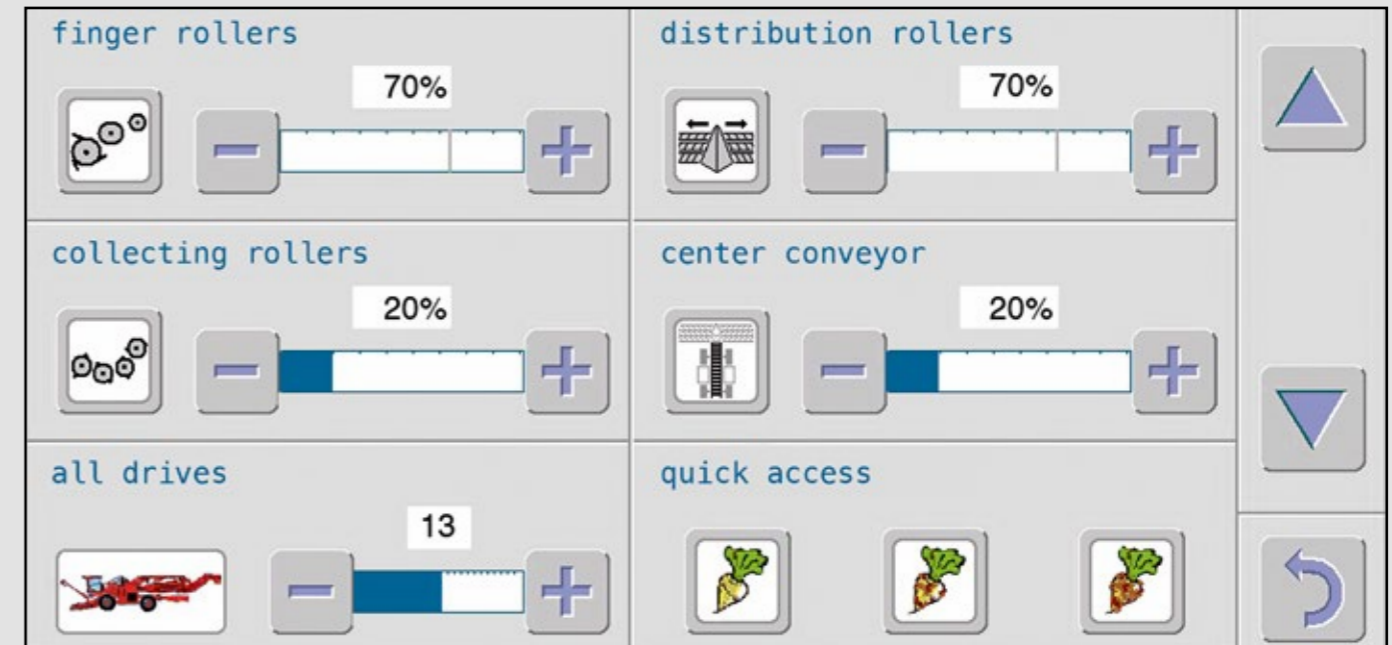 finger rollers
70%
distribution rollers
70%
collecting rollers
20%
center conveyor
20%
all drives
13
quick access